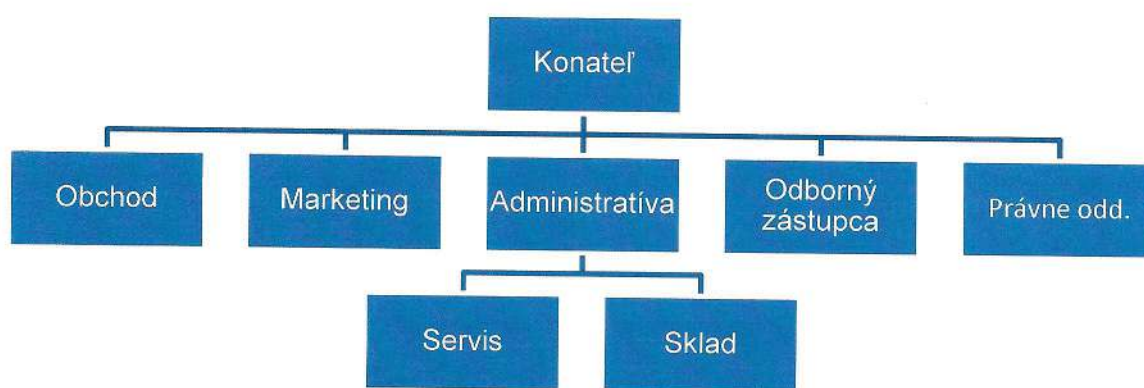 Konateľ
Obchod
Marketing
Administratíva
Odborný
zástupca
Právne odd.
Servis
Sklad